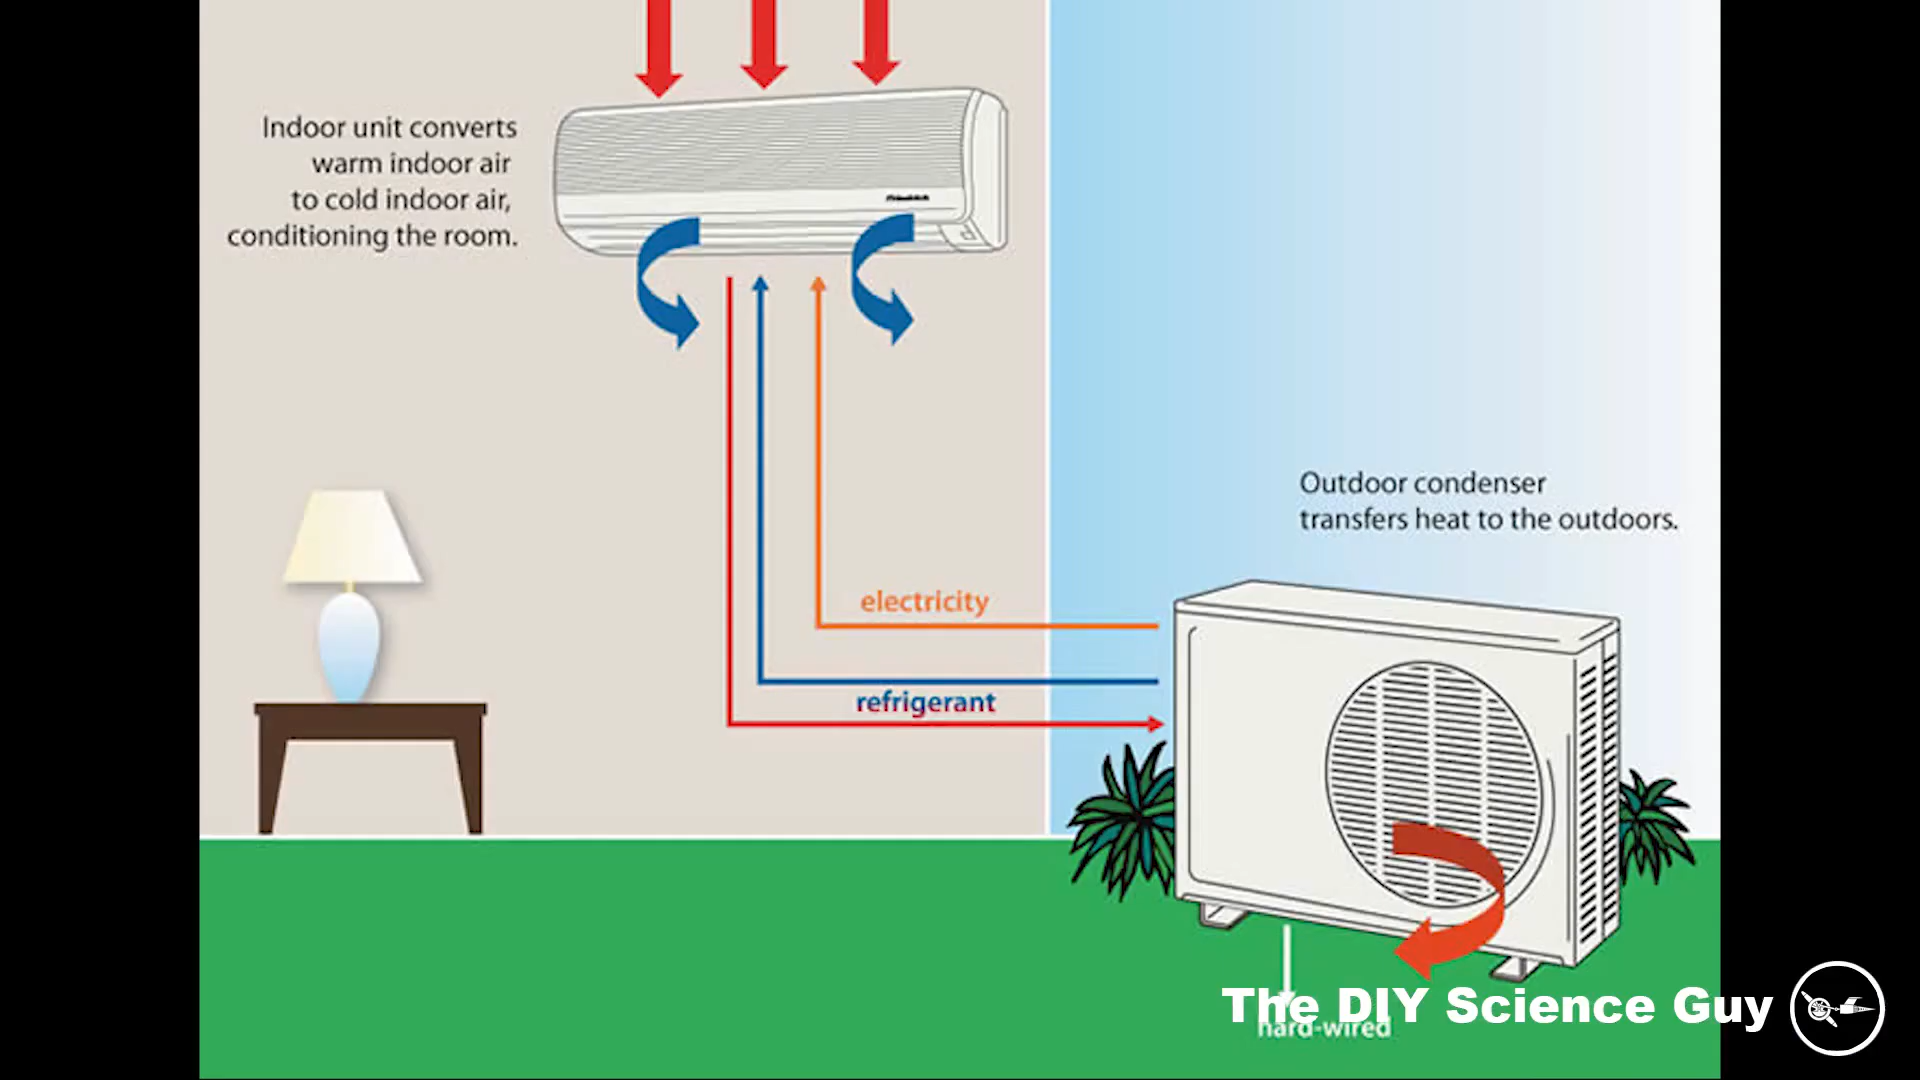 Indoor unit converts
warm indoor air
to cold indoor air,
conditioning the room.
Friedrich
Outdoor condenser
transfers heat to the outdoors.
electricity
refrigerant
The DIY Science Guy
hard-wired